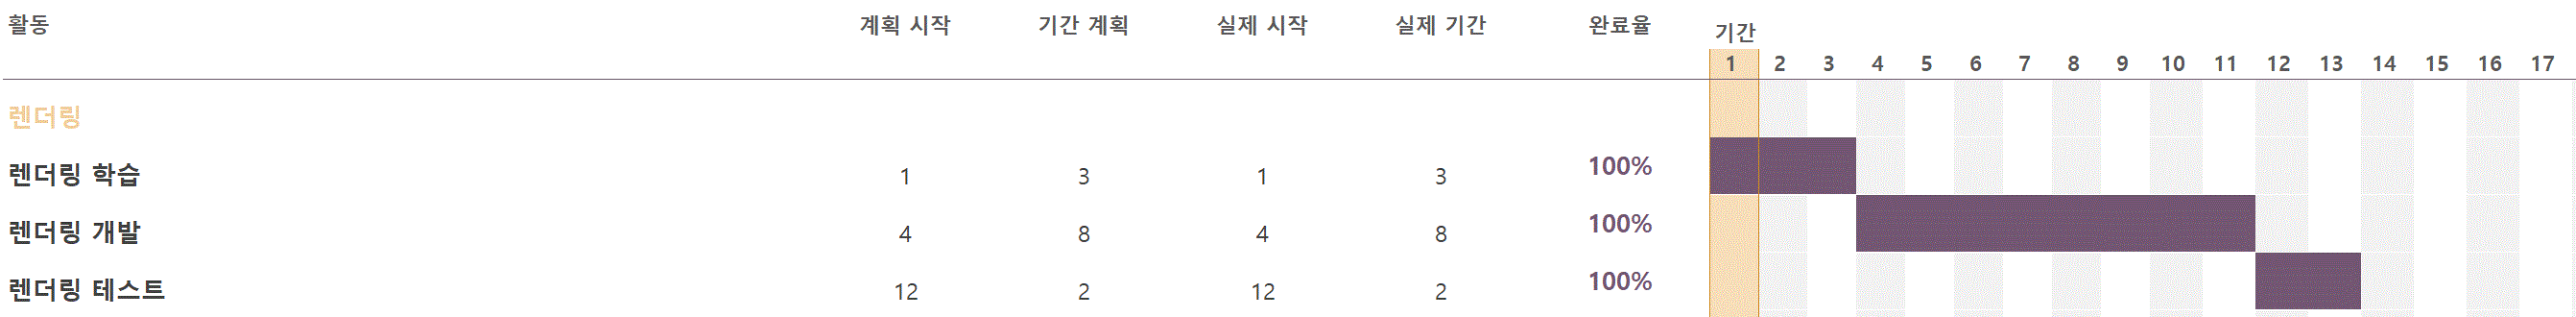 활동 계획 시작 기간 계획 실제 시작 실제 기간 완료율 기간
1 2 3 4 5 6 7 8 9 10 11 12 13 14 15 16 17
렌더링
렌더링 학습 1 3 1 3 100%
렌더링 개발 4 8 4 8 100%
렌더링 테스트 12 2 12 2 100%